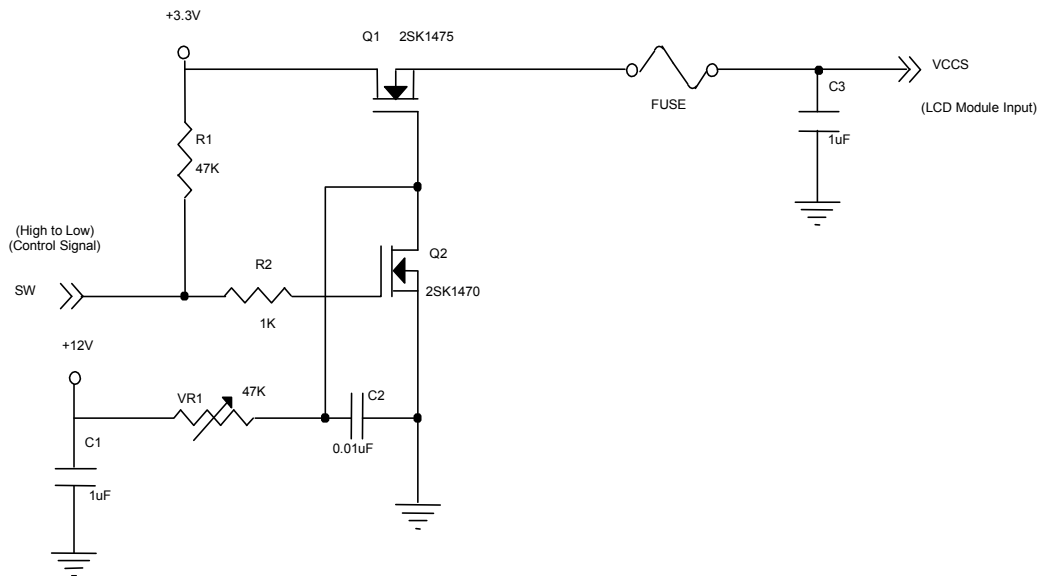 +3.3V
Q1 2SK1475
VCCS
C3
FUSE
(LCD Module Input)
R1
1uF
47K
(High to Low)
(Control Signal)
Q2
R2
SW
2SK1470
1K
+12V
VR1
47K
C2
C1
0.01uF
1uF